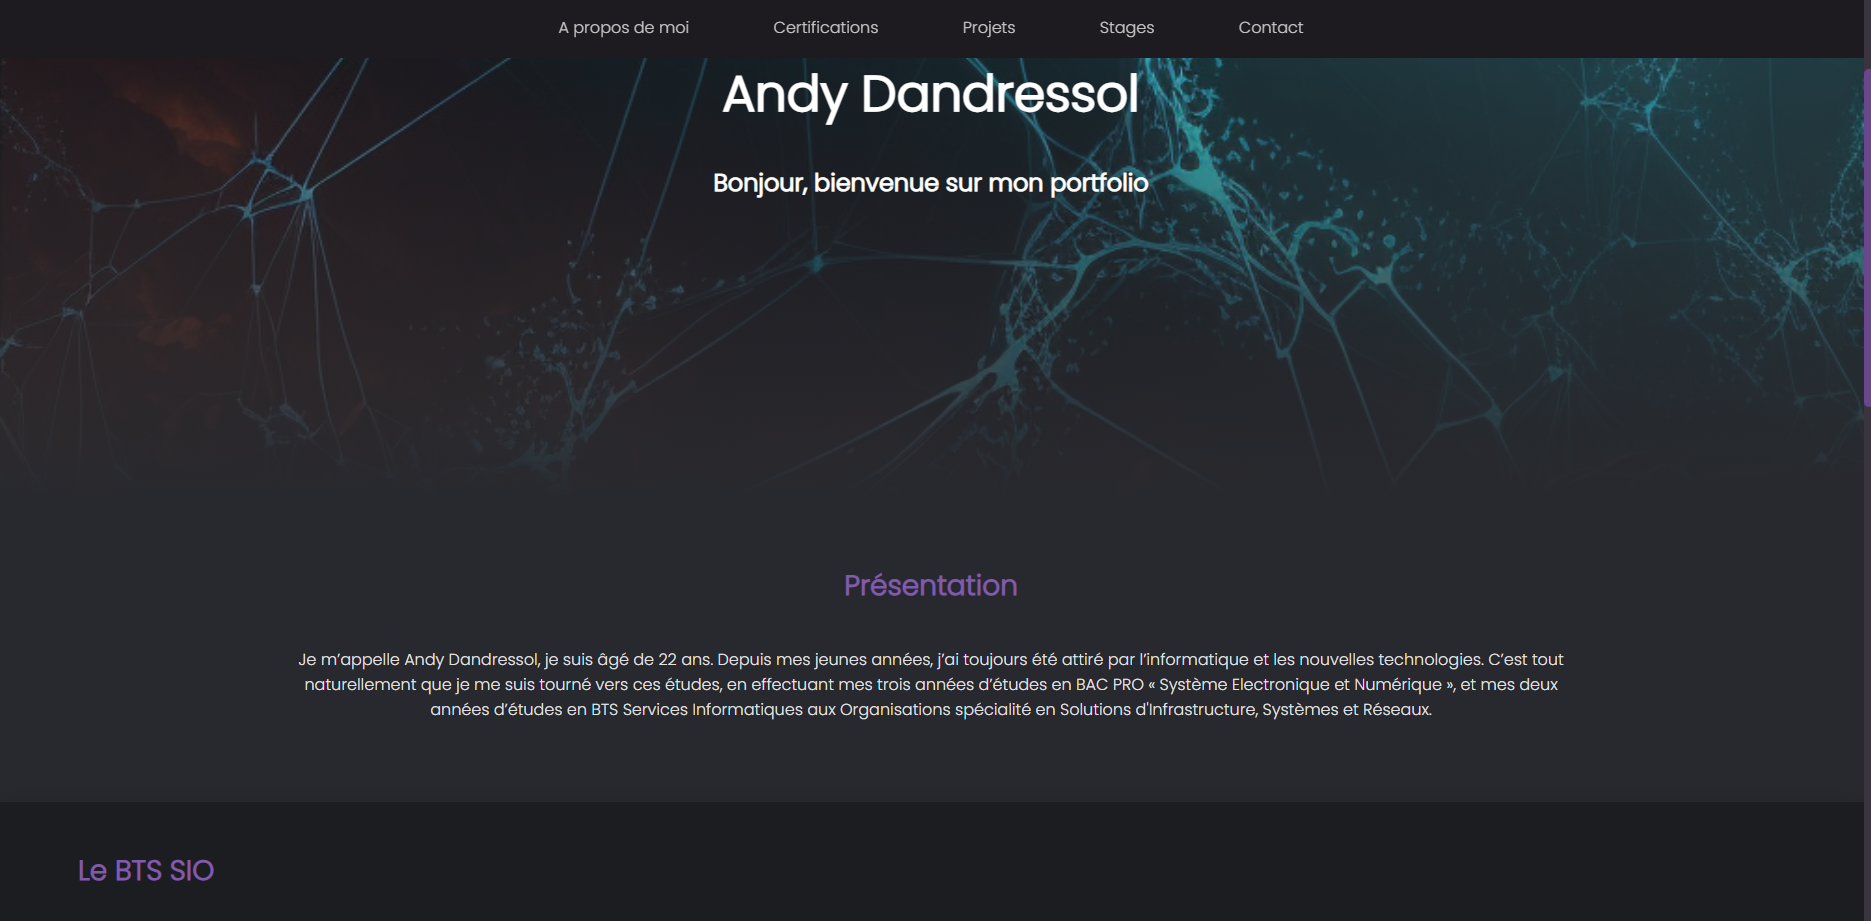 A propos de moi Certifications Projets Stages Contact
Andy Dandressol
Bonjour, bienvenue sur mon portfolio
Présentation
Je m’appelle Andy Dandressol, je suis âgé de 22 ans. Depuis mes jeunes années, j’ai toujours été attiré par l’informatique et les nouvelles technologies. C’est tout
naturellement que je me suis tourné vers ces études, en effectuant mes trois années d’études en BAC PRO « Système Electronique et Numérique », et mes deux
années d’études en BTS Services Informatiques aux Organisations spécialité en Solutions d'Infrastructure, Systèmes et Réseaux.
Le BTS SIO